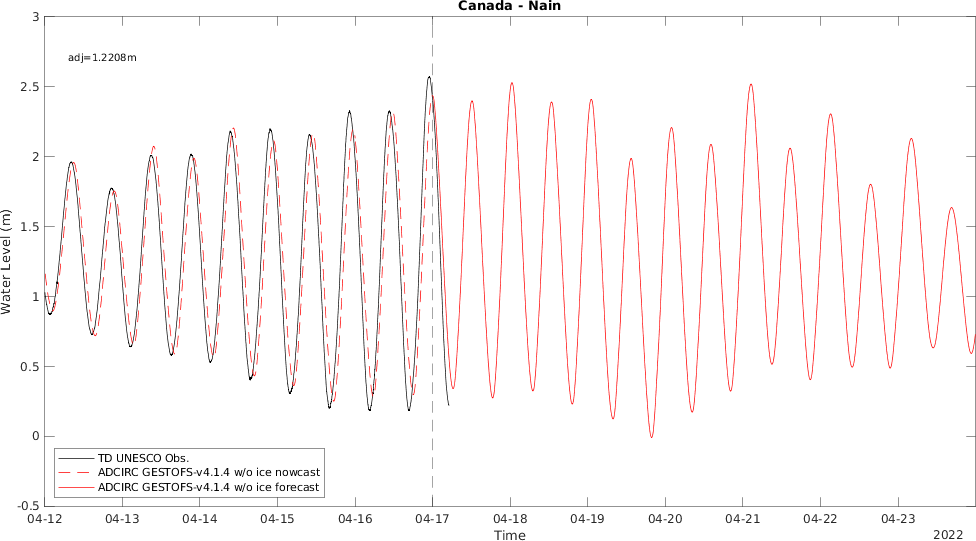 Canada - Nain
adj=1.2208m
3
2.5
2
1.5
1
0.5
0
-0.5
Water Level (m)
TD UNESCO Obs.
ADCIRC GESTOFS-v4.1.4 w/o ice nowcast
ADCIRC GESTOFS-v4.1.4 w/o ice forecast
04-12 04-13 04-14 04-15 04-16 04-17 04-18 04-19 04-20 04-21 04-22 04-23
Time
2022